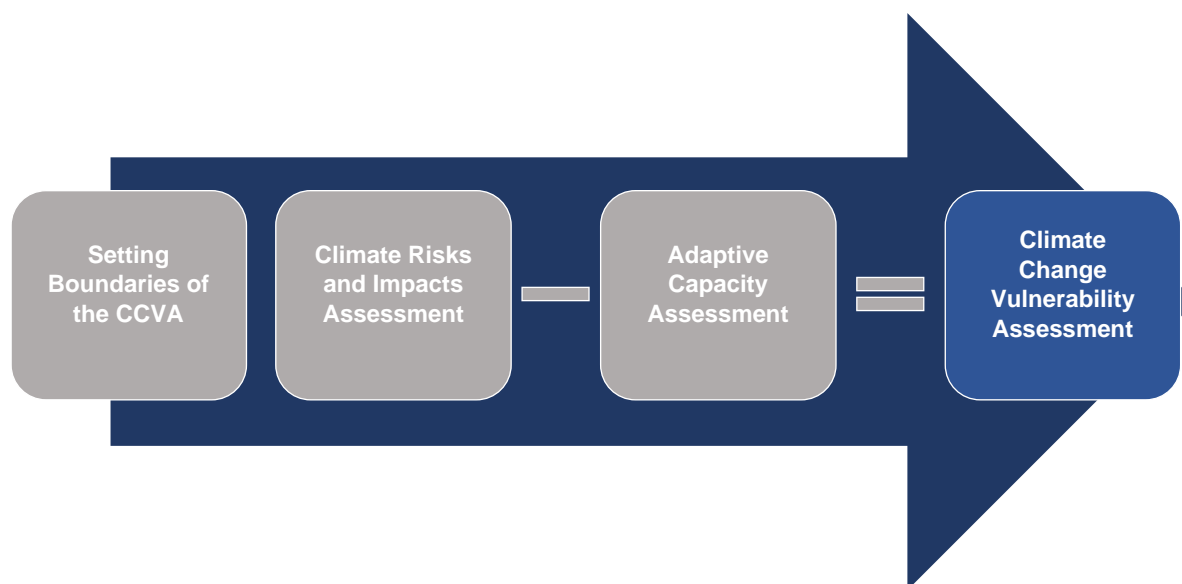 Setting
Boundaries of
the CCVA
Climate Risks
and Impacts
Assessment
Adaptive
Capacity
Assessment
Climate
Change
Vulnerability
Assessment